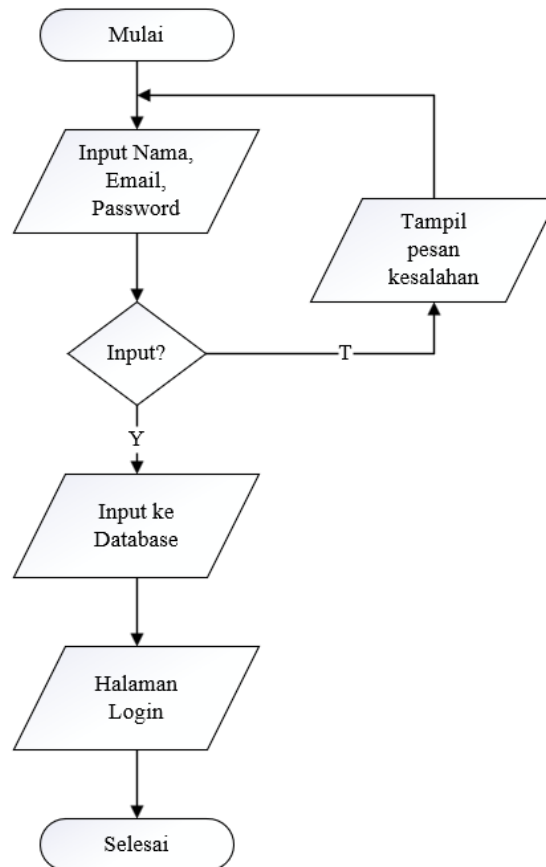 Mulai
Input Nama,
Email,
Password
Tampil
pesan
kesalahan
Input?
T
Y
Input ke
Database
Halaman
Login
Selesai